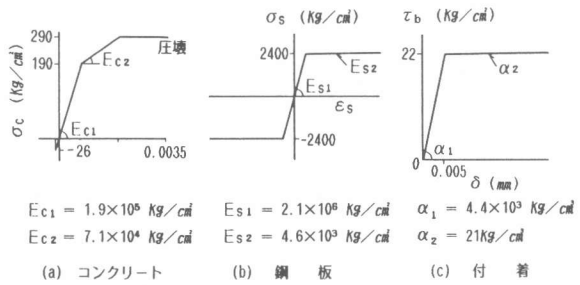 σc (Kg/c㎡)
290
190
圧壊
Ec2
Ec1
-26
0.0035
σs (Kg/c㎡)
2400
Es2
Es1
εs
-2400
τb (Kg/c㎡)
22
α2
α1
0
0.005
δ (mm)
Ec1 = 1.9×10⁵ Kg/c㎡
Ec2 = 7.1×10⁴ Kg/c㎡
Es1 = 2.1×10⁶ Kg/c㎡
Es2 = 4.6×10³ Kg/c㎡
α1 = 4.4×10³ Kg/c㎡
α2 = 21Kg/c㎡
(a) コンクリート
(b) 鋼 板
(c) 付 着